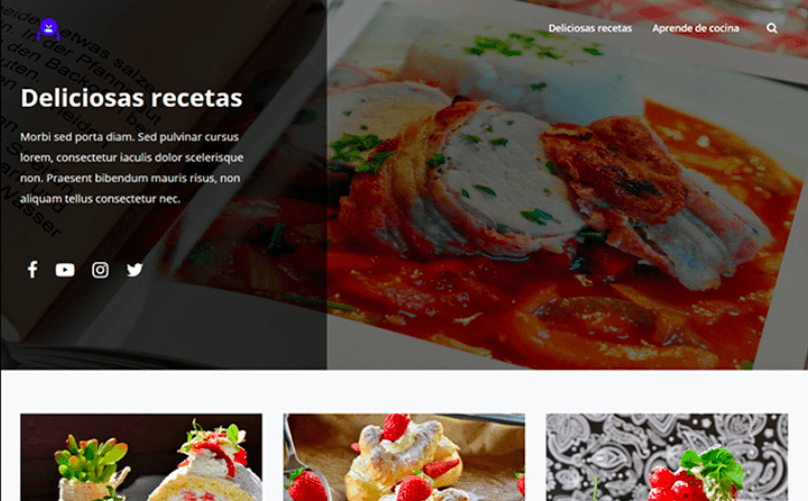 Deliciosas recetas
Aprende de cocina
Deliciosas recetas
Morbi sed porta diam. Sed pulvinar cursus
lorem, consectetur iaculis dolor scelerisque
non. Praesent bibendum mauris risus, non
aliquam tellus consectetur nec.